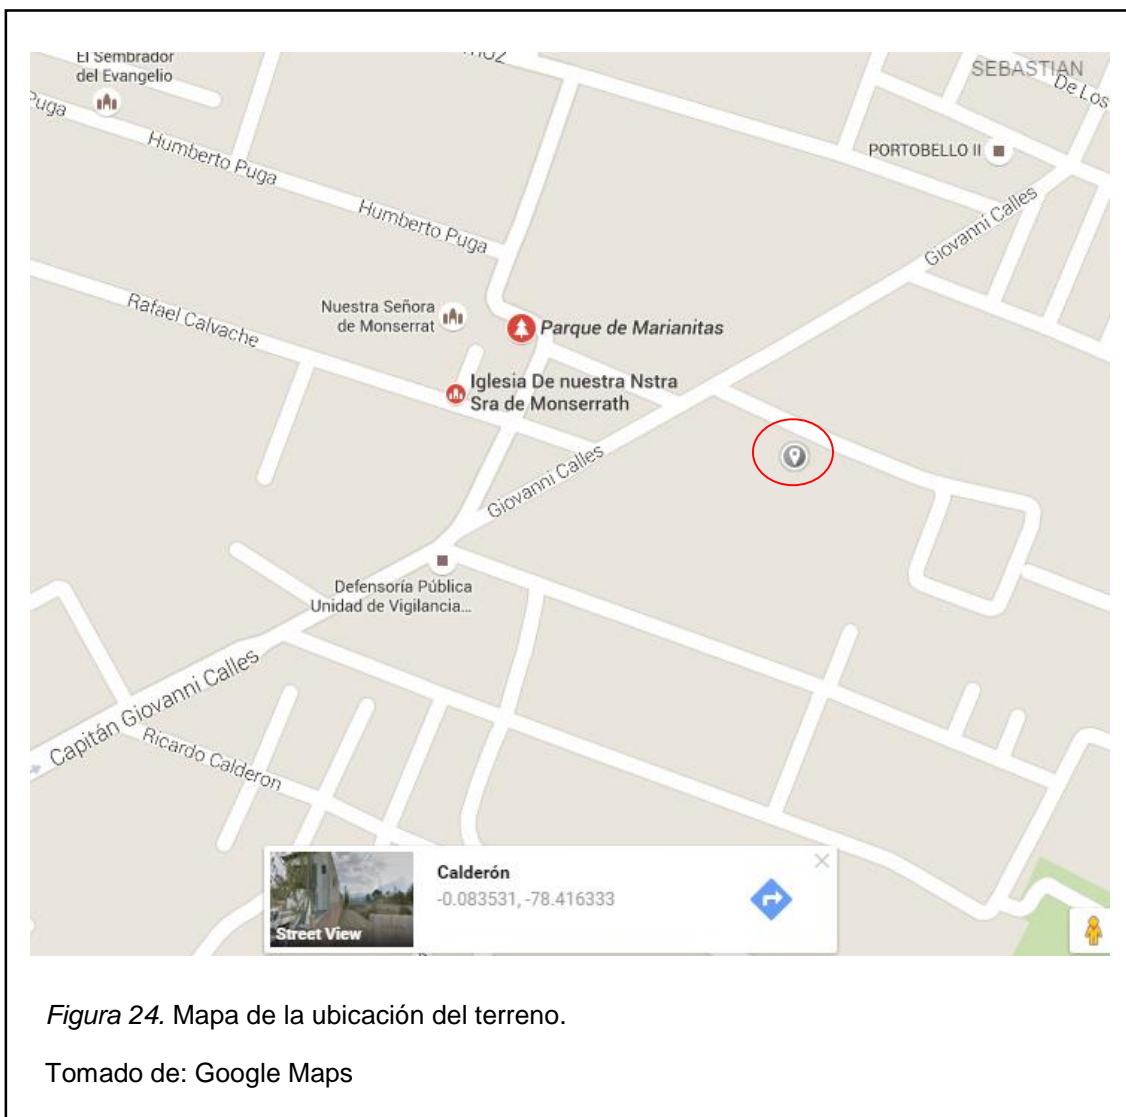 El Sembrador
del Evangelio
SEBASTIAN
De Los
Puga
PORTOBELLO II
Humberto Puga
Humberto Puga
Giovanni Calles
Rafael Calvache
Nuestra Señora
de Monserrat
Parque de Marianitas
Iglesia De nuestra Nstra
Sra de Monserrath
Giovanni Calles
Defensoría Pública
Unidad de Vigilancia...
Capitán Giovanni Calles
Ricardo Calderon
Calderón
-0.083531, -78.416333
Street View
Figura 24. Mapa de la ubicación del terreno.
Tomado de: Google Maps